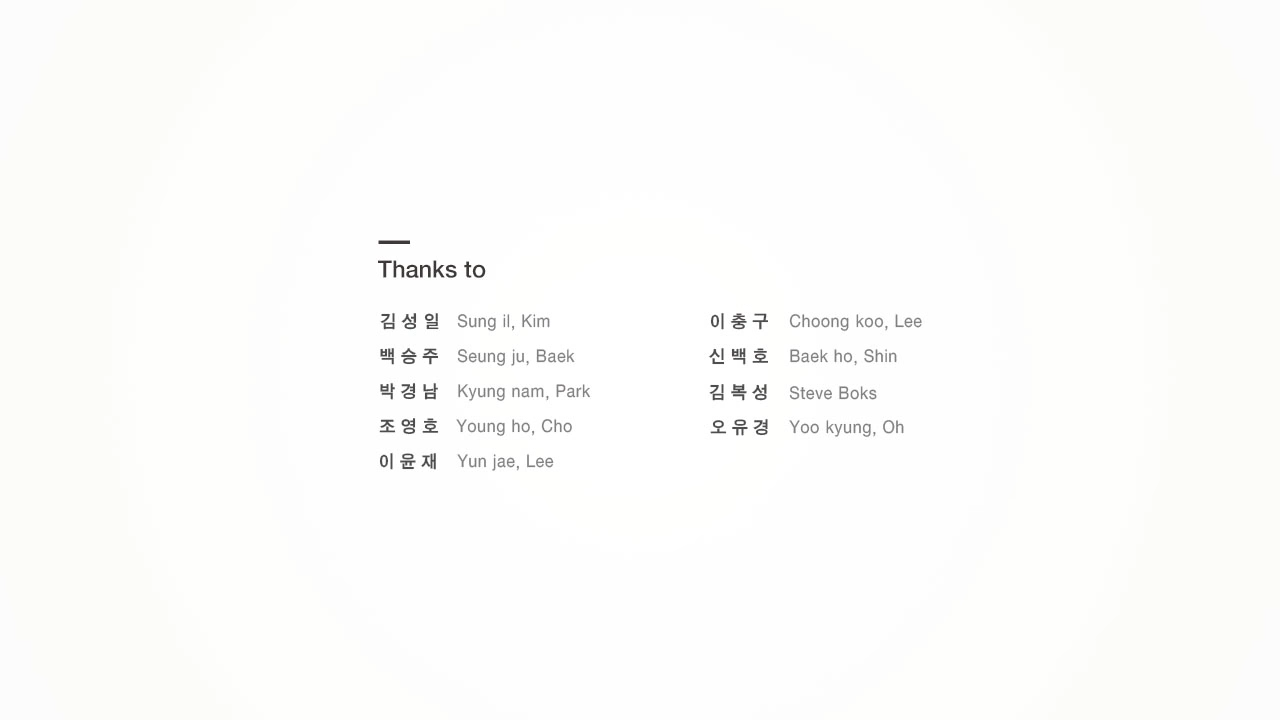 Thanks to
김성일 Sung il, Kim
백승주 Seung ju, Baek
박경남 Kyung nam, Park
조영호 Young ho, Cho
이윤재 Yun jae, Lee
이충구 Choong koo, Lee
신백호 Baek ho, Shin
김복성 Steve Boks
오유경 Yoo kyung, Oh